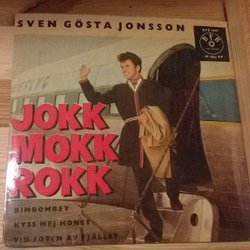 SVEN GÖSTA JONSSON
JOKK
MOKK
ROKK
BIMBOMBEY
KYSS MEJ HONEY
VID FOTEN AV FJÄLLET